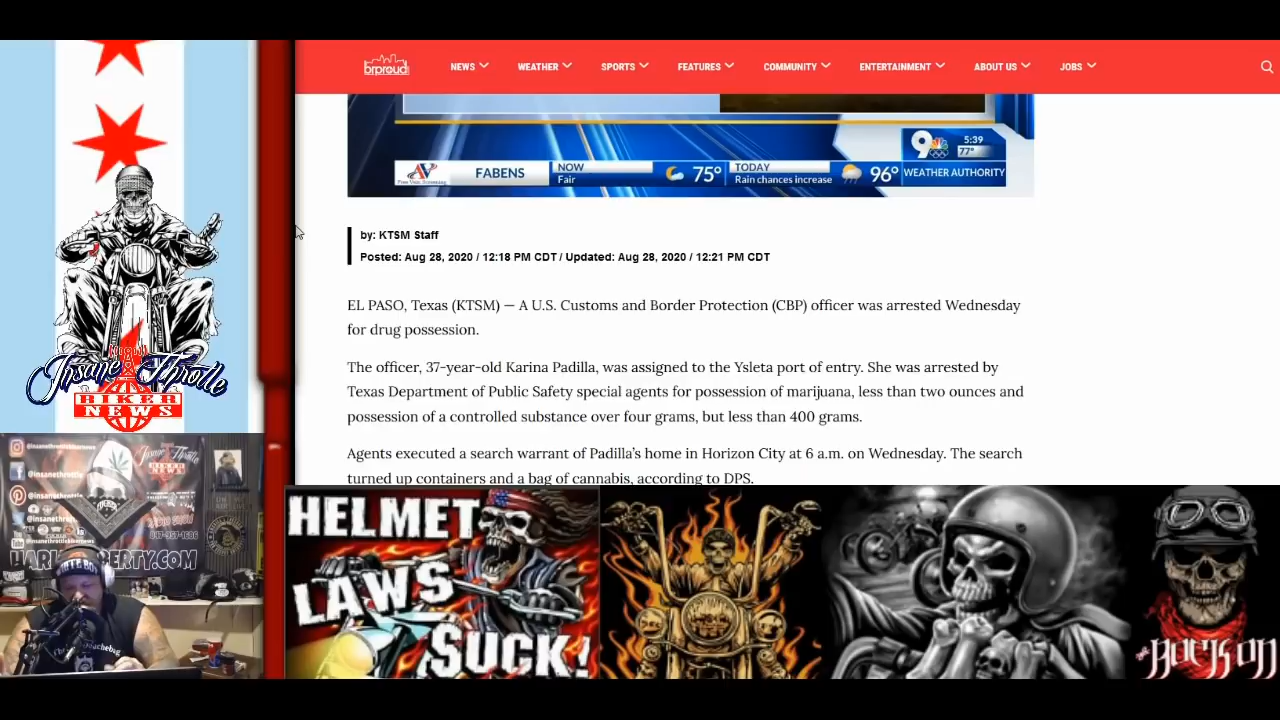 brproud
NEWS
WEATHER
SPORTS
FEATURES
COMMUNITY
ENTERTAINMENT
ABOUT US
JOBS
9
5:39
77°
FABENS
NOW
Fair
75°
TODAY
Rain chances increase
96°
WEATHER AUTHORITY
by: KTSM Staff
Posted: Aug 28, 2020 / 12:18 PM CDT / Updated: Aug 28, 2020 / 12:21 PM CDT
EL PASO, Texas (KTSM) — A U.S. Customs and Border Protection (CBP) officer was arrested Wednesday
for drug possession.
The officer, 37-year-old Karina Padilla, was assigned to the Ysleta port of entry. She was arrested by
Texas Department of Public Safety special agents for possession of marijuana, less than two ounces and
possession of a controlled substance over four grams, but less than 400 grams.
Agents executed a search warrant of Padilla's home in Horizon City at 6 a.m. on Wednesday. The search
turned up containers and a bag of cannabis, according to DPS.
Insane Throttle
BIKER
NEWS
@insanethrottlebikernews
@insanethrottle
@insanethro
HELMET
LAWS
SUCK!